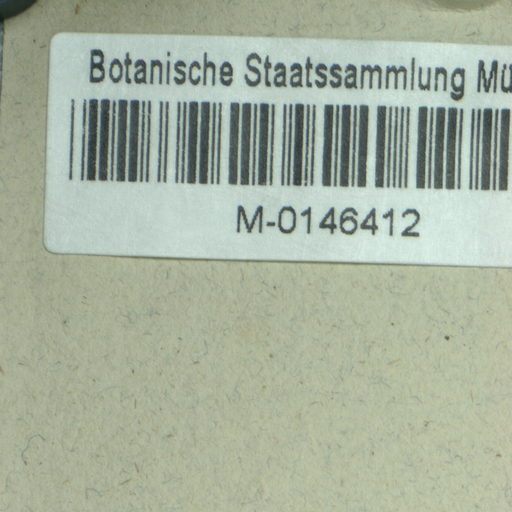 Botanische Staatssammlung Mü
M-0146412